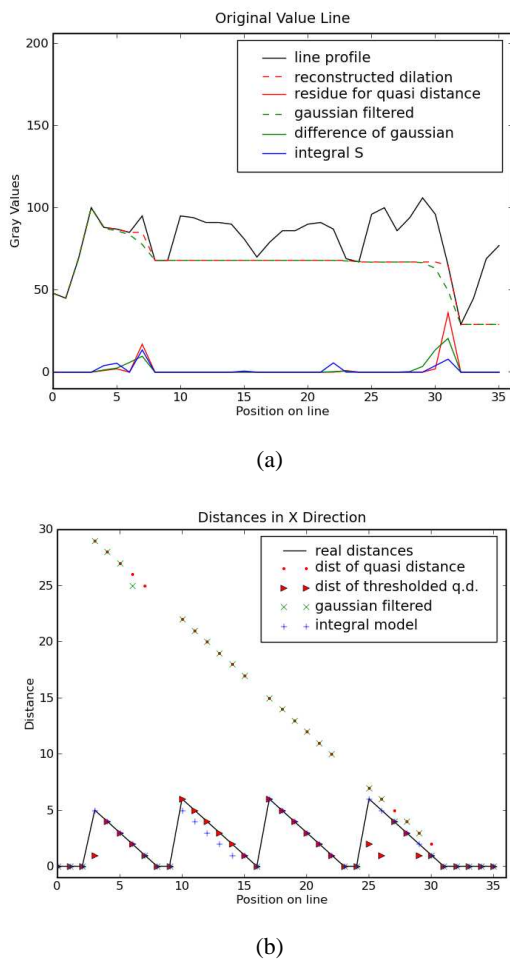 Original Value Line
200
150
100
50
0
Gray Values
line profile
reconstructed dilation
residue for quasi distance
gaussian filtered
difference of gaussian
integral S
0 5 10 15 20 25 30 35
Position on line
(a)
Distances in X Direction
30
25
20
15
10
5
0
Distance
real distances
dist of quasi distance
dist of thresholded q.d.
gaussian filtered
integral model
0 5 10 15 20 25 30 35
Position on line
(b)